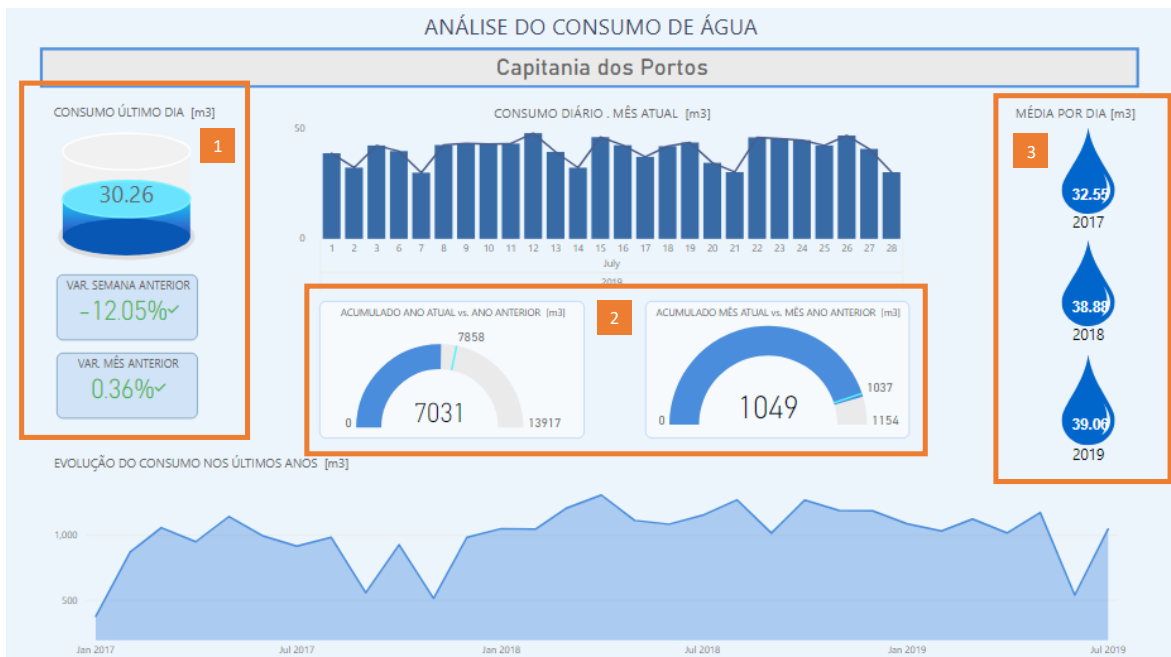 ANÁLISE DO CONSUMO DE ÁGUA
Capitania dos Portos
CONSUMO ÚLTIMO DIA [m3]
1
30.26
VAR. SEMANA ANTERIOR
-12.05%
VAR. MÊS ANTERIOR
0.36%
CONSUMO DIÁRIO . MÊS ATUAL [m3]
50
0
1 2 3 6 7 8 9 10 11 12 13 14 15 16 17 18 19 20 21 22 23 24 25 26 27 28
July
2019
2
ACUMULADO ANO ATUAL vs. ANO ANTERIOR [m3]
7858
0
7031
13917
ACUMULADO MÊS ATUAL vs. MÊS ANO ANTERIOR [m3]
1037
0
1049
1154
MÉDIA POR DIA [m3]
3
32.55
2017
38.88
2018
39.06
2019
EVOLUÇÃO DO CONSUMO NOS ÚLTIMOS ANOS [m3]
1,000
500
Jan 2017 Jul 2017 Jan 2018 Jul 2018 Jan 2019 Jul 2019